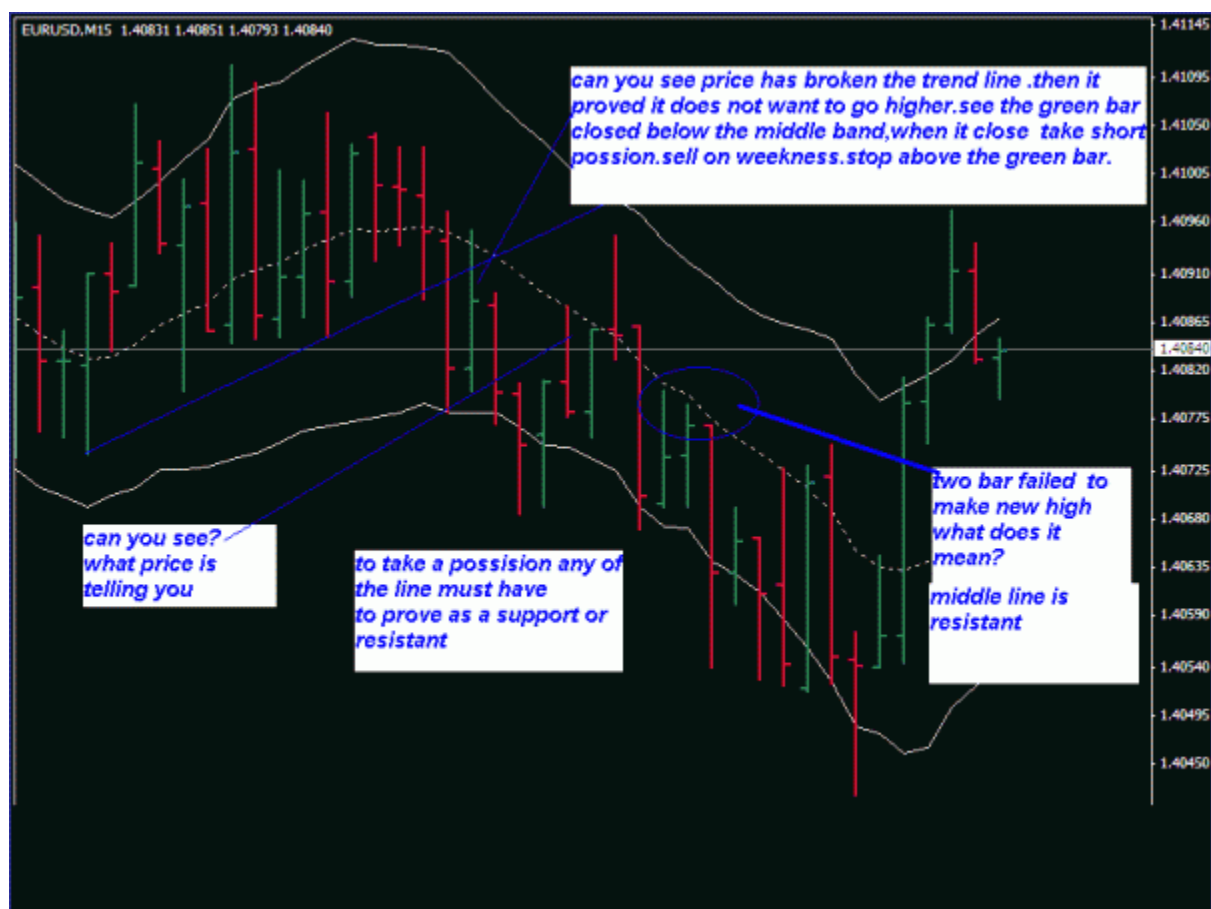 EURUSD,M15 1.40831 1.40851 1.40793 1.40840
can you see price has broken the trend line .then it
proved it does not want to go higher.see the green bar
closed below the middle band,when it close take short
possion.sell on weekness.stop above the green bar.
can you see?
what price is
telling you
to take a possision any of
the line must have
to prove as a support or
resistant
two bar failed to
make new high
what does it
mean?
middle line is
resistant
1.41145
1.41095
1.41050
1.41005
1.40960
1.40910
1.40865
1.40840
1.40820
1.40775
1.40725
1.40680
1.40635
1.40590
1.40540
1.40495
1.40450